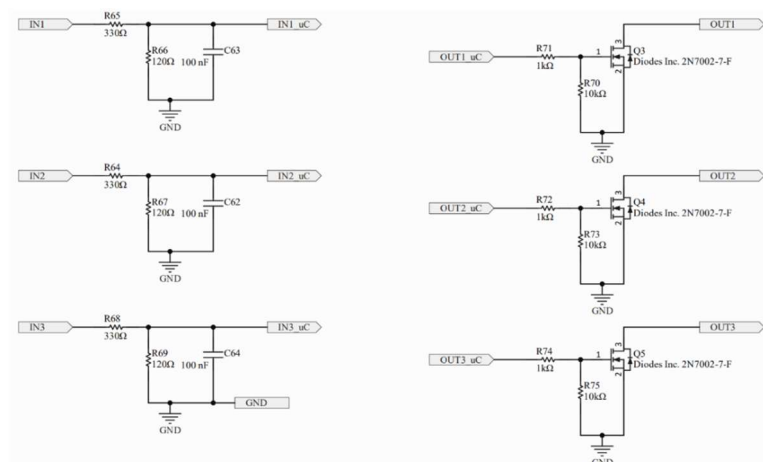 IN1
R65
330Ω
IN1_uC
R66
120Ω
100 nF
C63
GND
IN2
R64
330Ω
IN2_uC
R67
120Ω
100 nF
C62
GND
IN3
R68
330Ω
IN3_uC
R69
120Ω
100 nF
C64
GND
GND
OUT1
OUT1_uC
R71
1kΩ
1
3
2
Q3
Diodes Inc. 2N7002-7-F
R70
10kΩ
GND
OUT2
OUT2_uC
R72
1kΩ
1
3
2
Q4
Diodes Inc. 2N7002-7-F
R73
10kΩ
GND
OUT3
OUT3_uC
R74
1kΩ
1
3
2
Q5
Diodes Inc. 2N7002-7-F
R75
10kΩ
GND